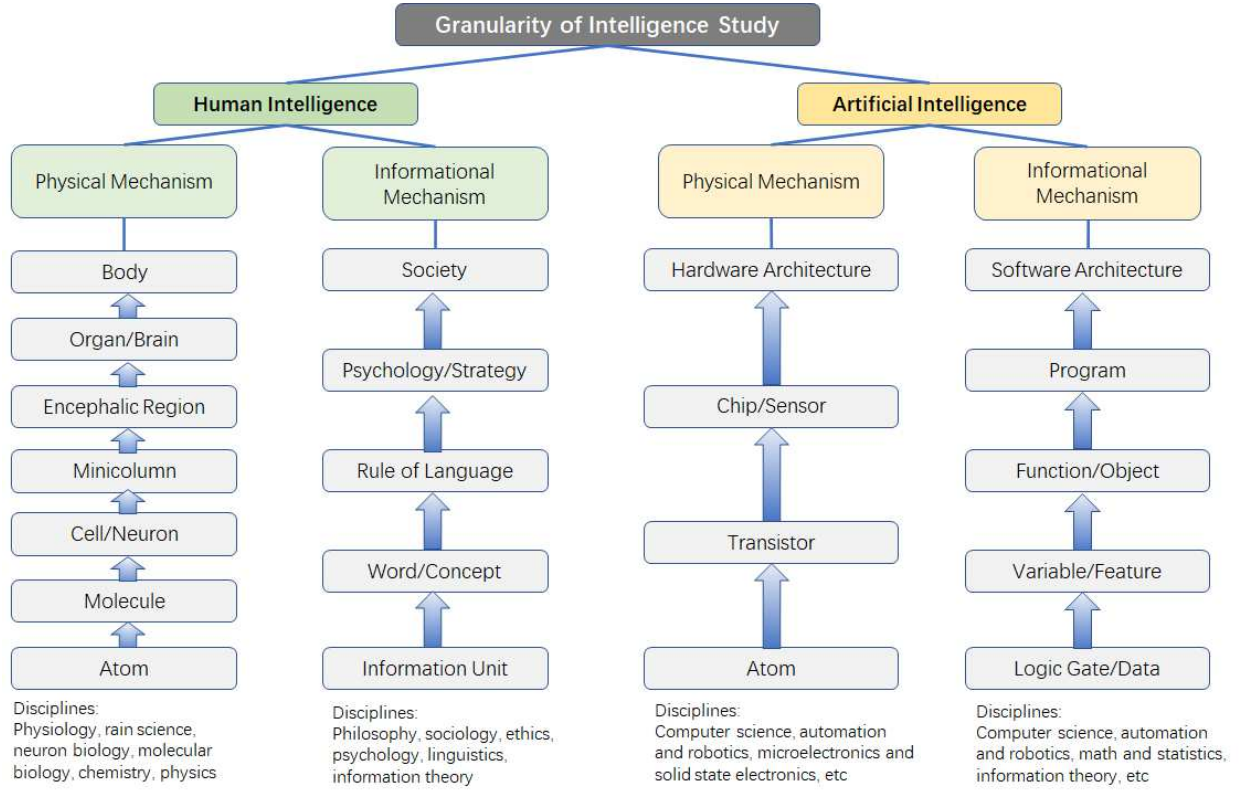 Granularity of Intelligence Study
Human Intelligence
Artificial Intelligence
Physical Mechanism
Informational
Mechanism
Physical Mechanism
Informational
Mechanism
Body
Organ/Brain
Encephalic Region
Minicolumn
Cell/Neuron
Molecule
Atom
Disciplines:
Physiology, rain science,
neuron biology, molecular
biology, chemistry, physics
Society
Psychology/Strategy
Rule of Language
Word/Concept
Information Unit
Disciplines:
Philosophy, sociology, ethics,
psychology, linguistics,
information theory
Hardware Architecture
Chip/Sensor
Transistor
Atom
Disciplines:
Computer science, automation
and robotics, microelectronics and
solid state electronics, etc
Software Architecture
Program
Function/Object
Variable/Feature
Logic Gate/Data
Disciplines:
Computer science, automation
and robotics, math and statistics,
information theory, etc